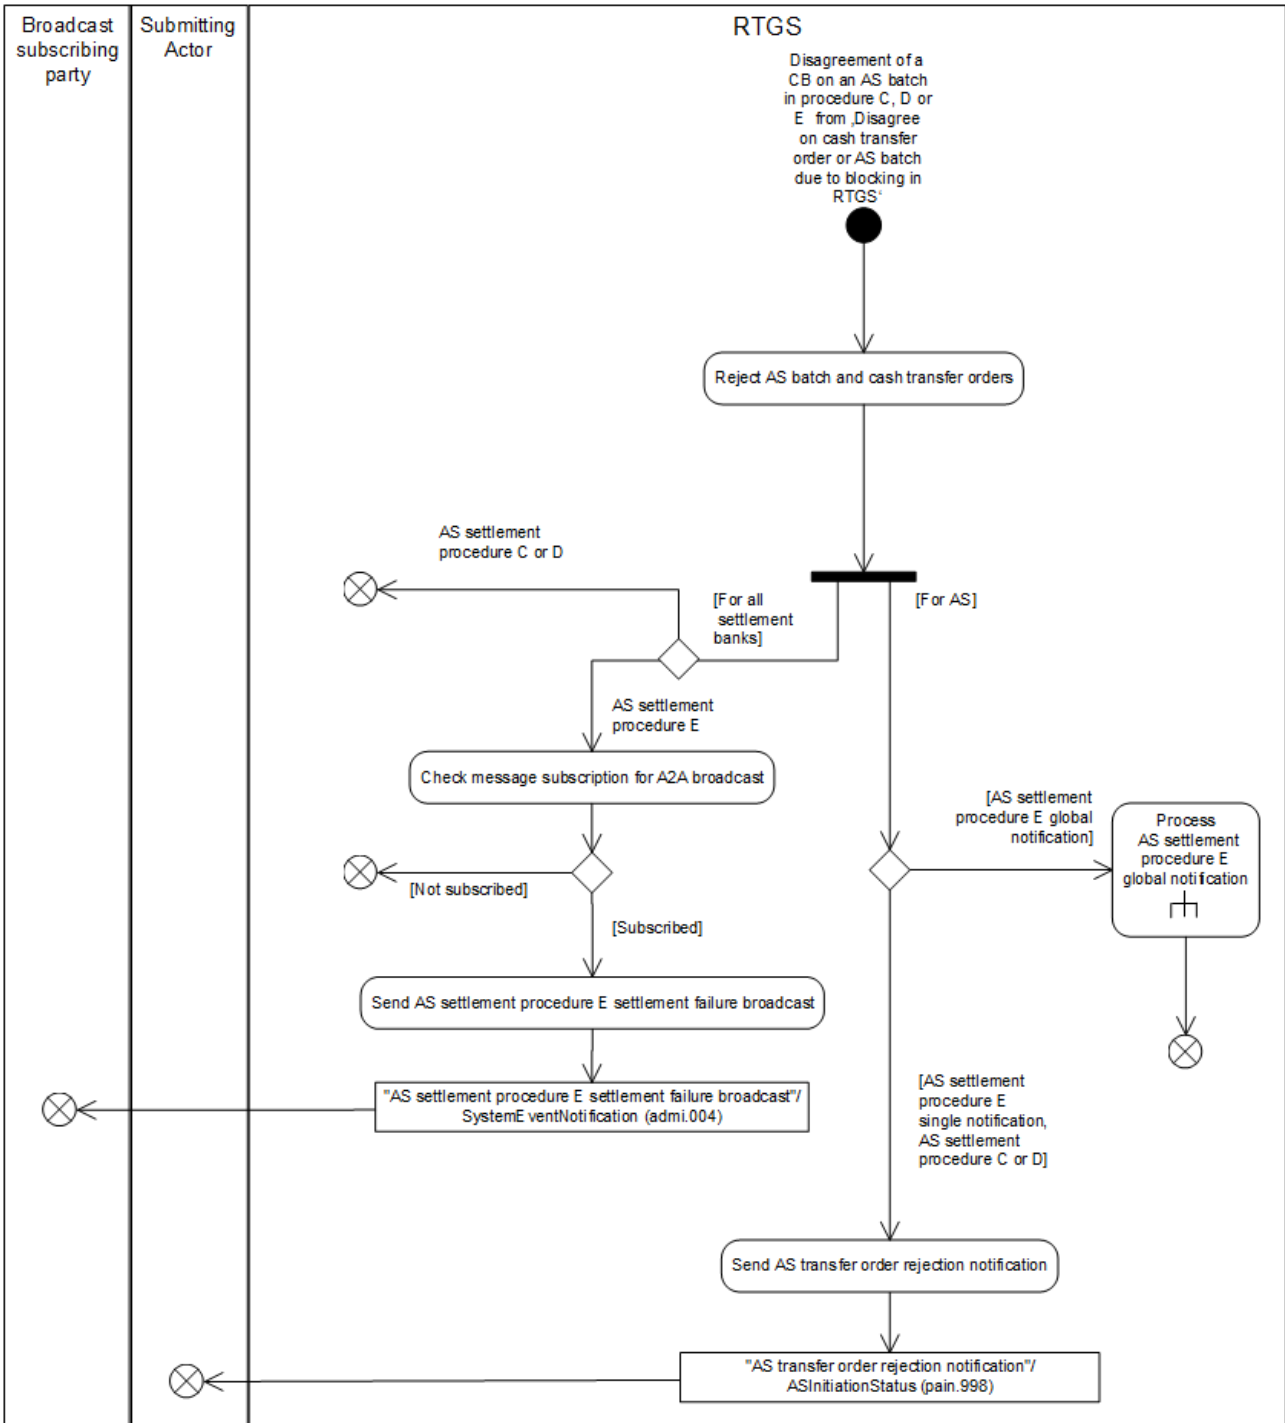 Broadcast
subscribing
party
Submitting
Actor
RTGS
Disagreement of a
CB on an AS batch
in procedure C, D or
E from ‚Disagree
on cash transfer
order or AS batch
due to blocking in
RTGS‘
Reject AS batch and cash transfer orders
AS settlement
procedure C or D
[For all
settlement
banks]
[For AS]
AS settlement
procedure E
Check message subscription for A2A broadcast
[AS settlement
procedure E global
notification]
Process
AS settlement
procedure E
global notification
[Not subscribed]
[Subscribed]
Send AS settlement procedure E settlement failure broadcast
"AS settlement procedure E settlement failure broadcast"/
SystemEventNotification (admi.004)
[AS settlement
procedure E
single notification,
AS settlement
procedure C or D]
Send AS transfer order rejection notification
"AS transfer order rejection notification"/
ASInitiationStatus (pain.998)